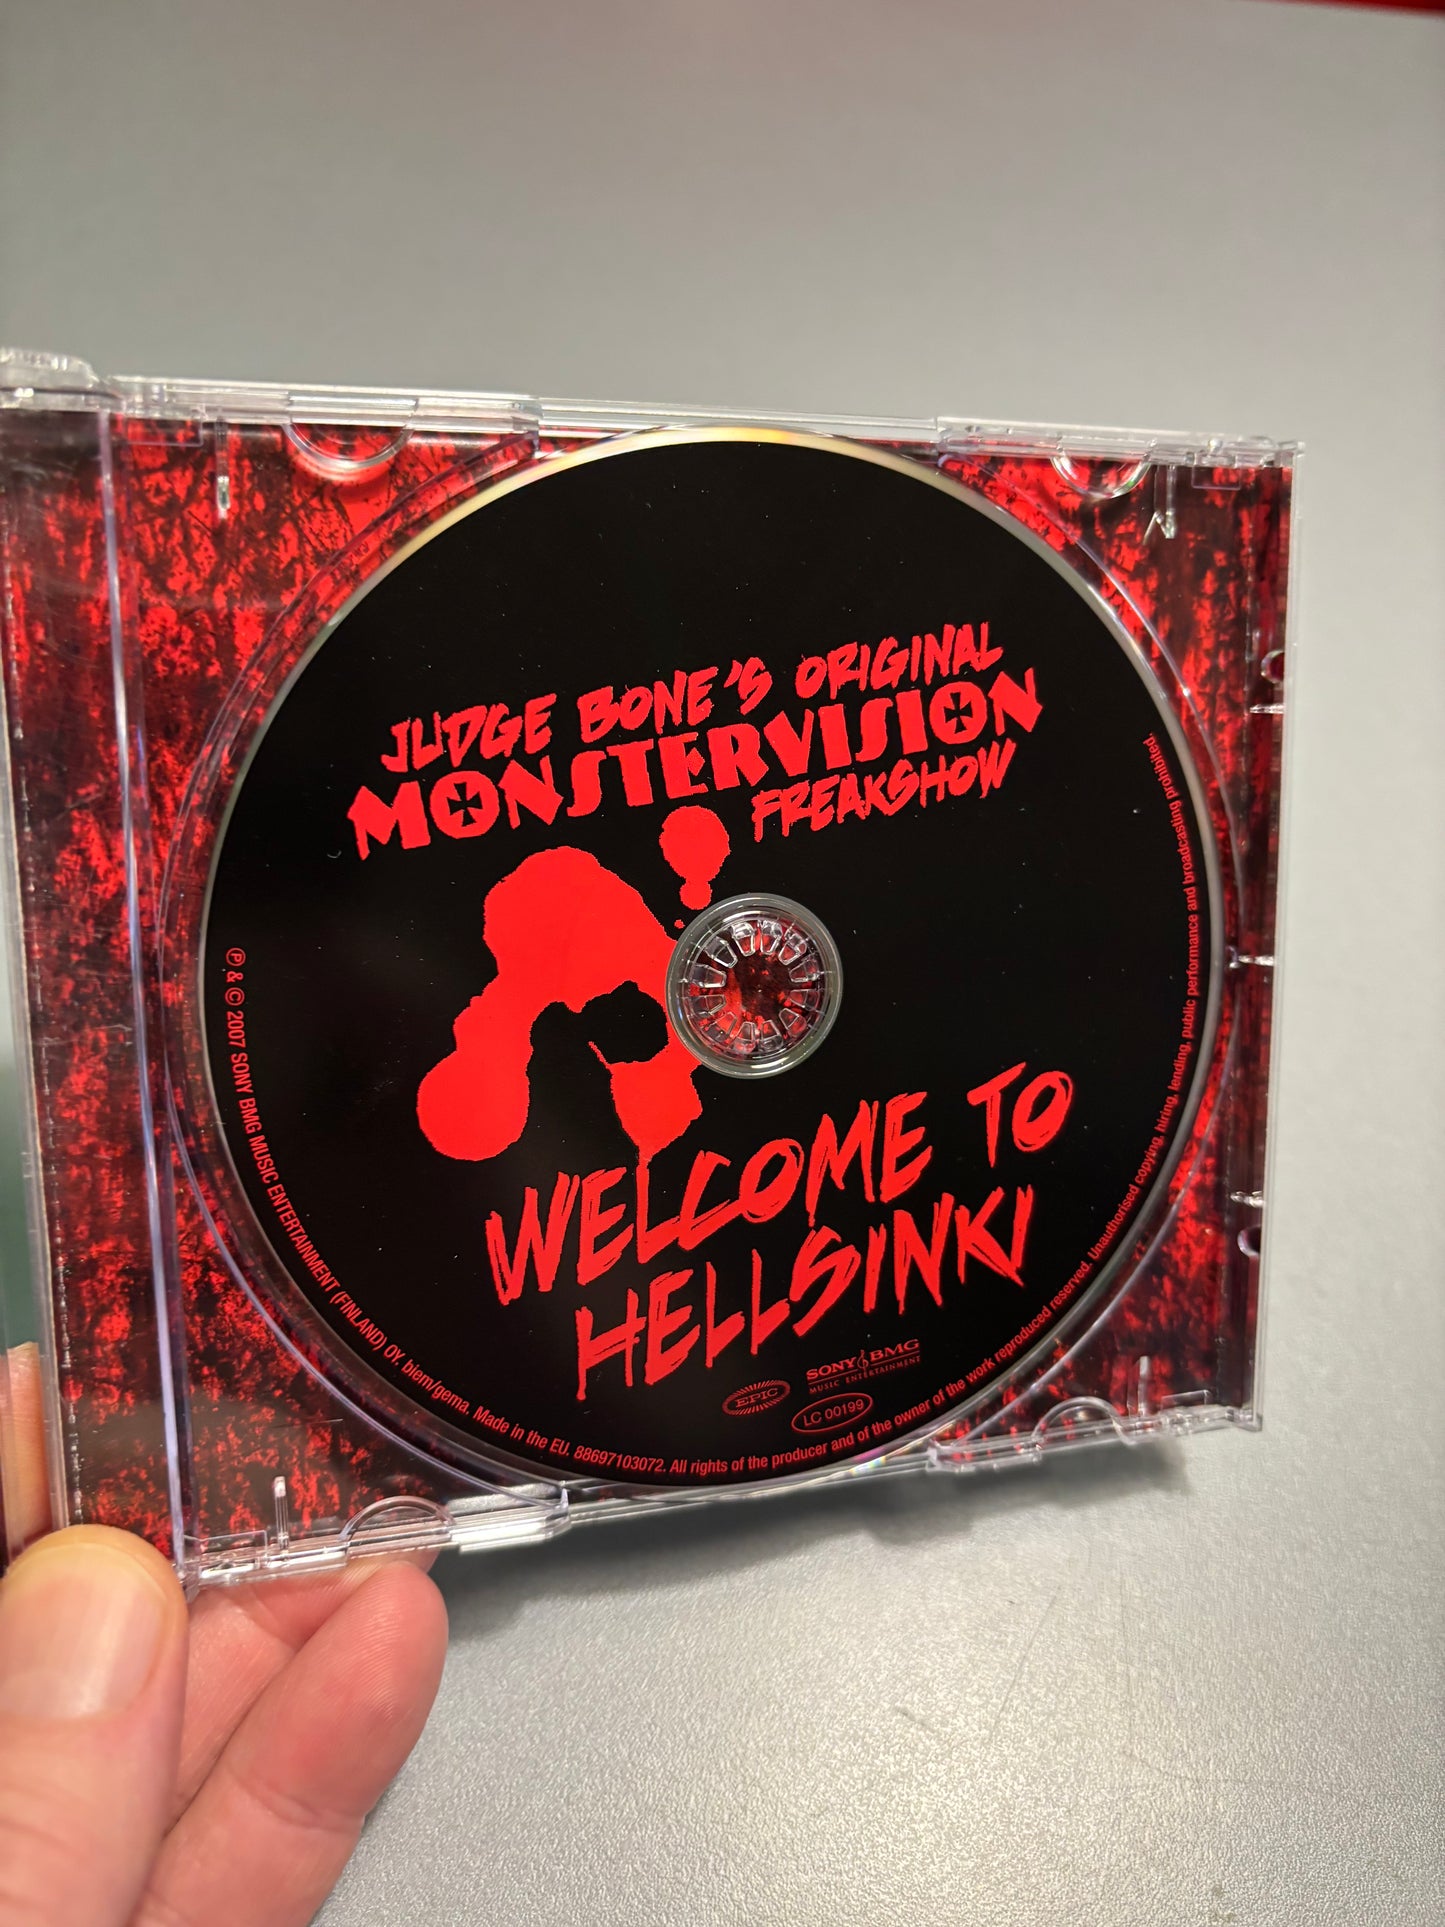 JUDGE BONE'S ORIGINAL
MONSTERVISION
FREAKSHOW
WELCOME TO
HELLSINKI
EPIC
SONY BMG
MUSIC ENTERTAINMENT
LC 00199
℗ & © 2007 SONY BMG MUSIC ENTERTAINMENT (FINLAND) OY. biem/gema. Made in the EU. 88697103072. All rights of the producer and of the owner of the work reproduced reserved. Unauthorised copying, hiring, lending, public performance and broadcasting prohibited.